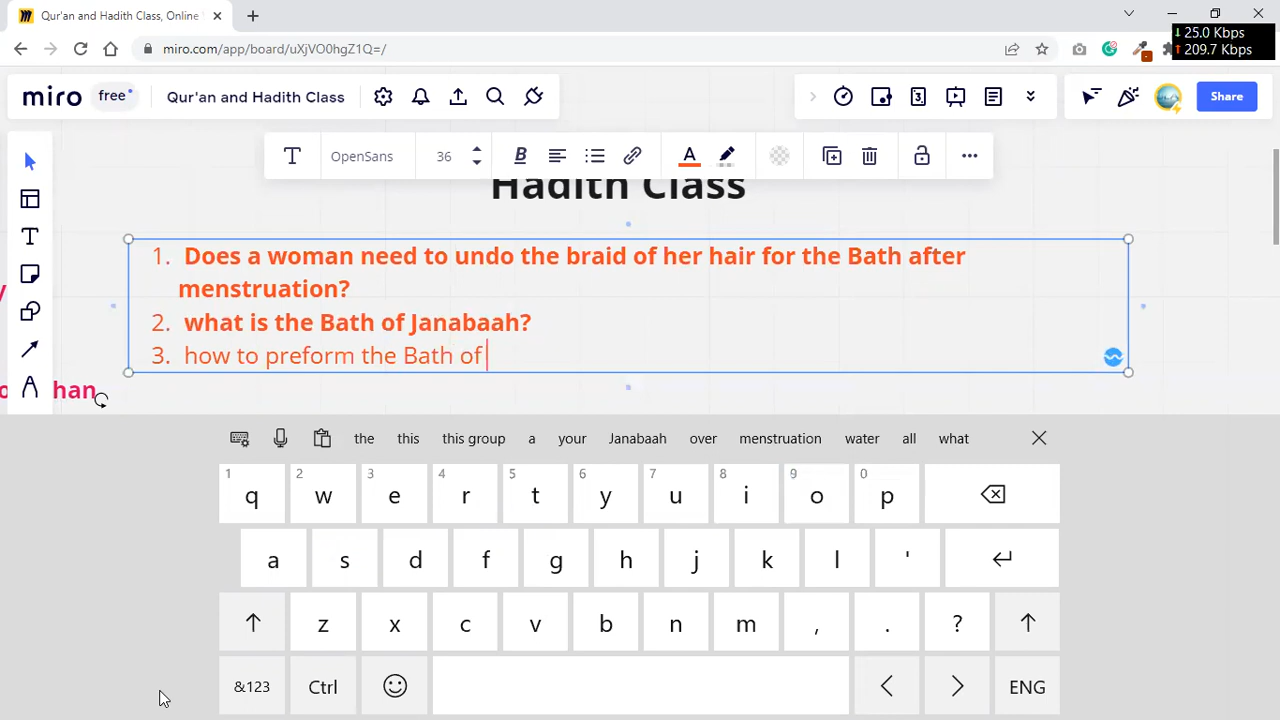 Qur'an and Hadith Class, Online
miro.com/app/board/uXjVO0hgZ1Q=/
↓ 25.0 Kbps
↑ 209.7 Kbps
miro free Qur'an and Hadith Class
Share
OpenSans 36 B A
Hadith Class
1. Does a woman need to undo the braid of her hair for the Bath after
menstruation?
2. what is the Bath of Janabaah?
3. how to preform the Bath of
han
the this this group a your Janabaah over menstruation water all what
1 2 3 4 5 6 7 8 9 0
q w e r t y u i o p
a s d f g h j k l '
z x c v b n m , . ?
&123 Ctrl ENG